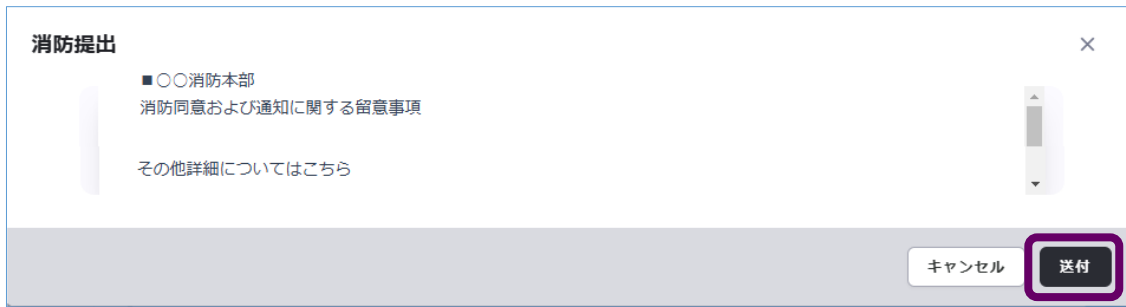 消防提出
■○○消防本部
消防同意および通知に関する留意事項
その他詳細についてはこちら
キャンセル 送付